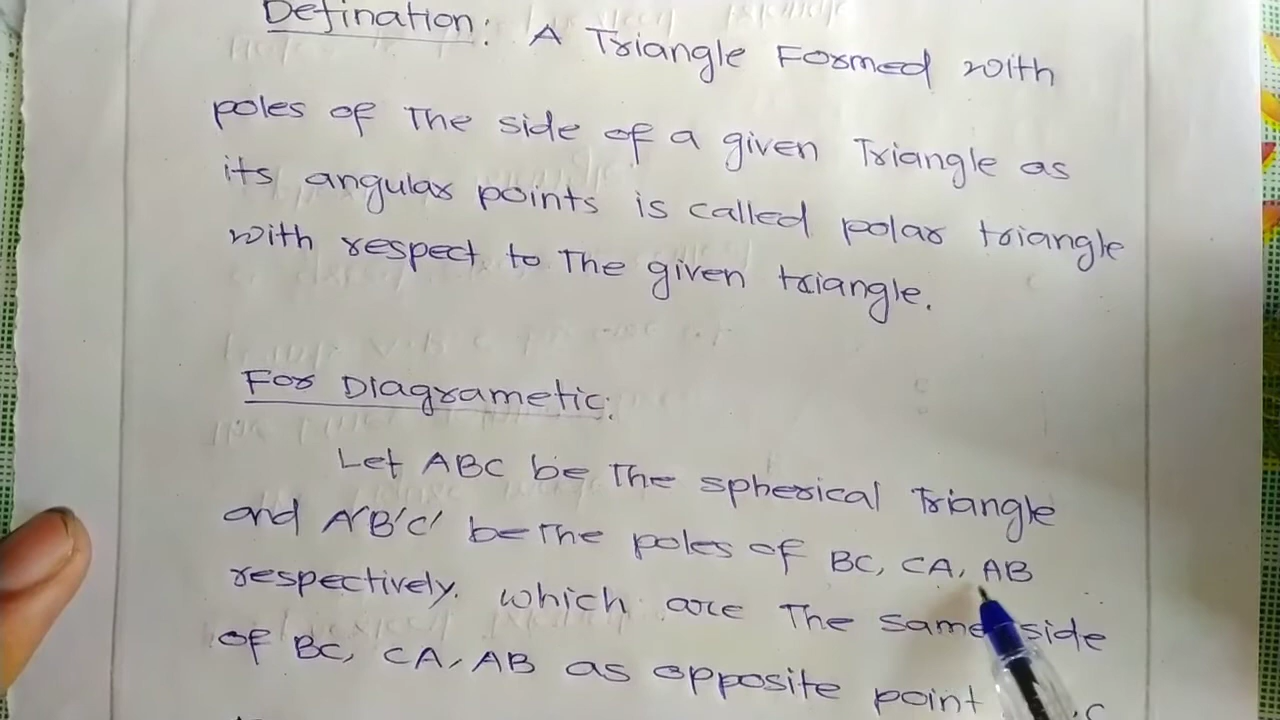 Defination: A Triangle Formed with
poles of The side of a given Triangle as
its angular points is called polar triangle
with respect to The given triangle.
For Diagrametic:
Let ABC be The spherical Triangle
and A'B'C' be The poles of BC, CA, AB
respectively. which are The same side
of BC, CA, AB as opposite point